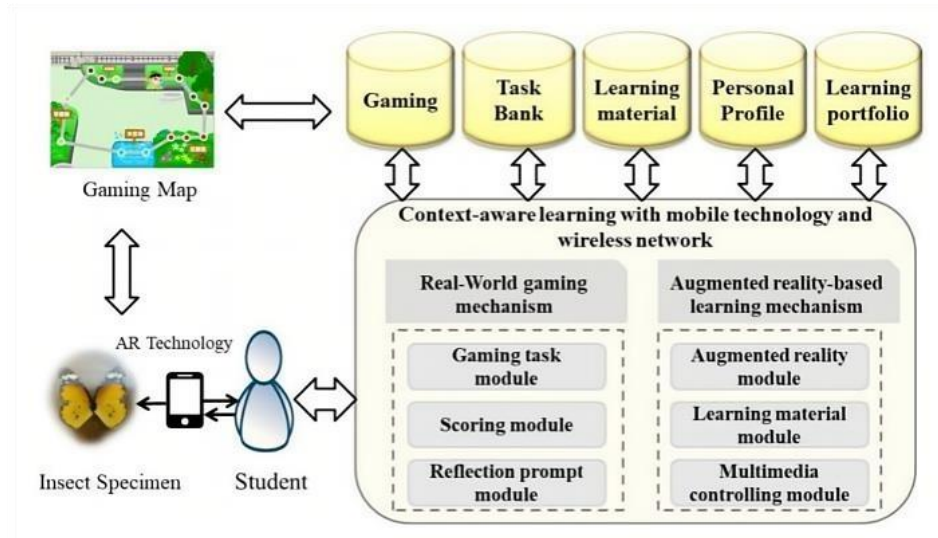 Gaming
Task
Bank
Learning
material
Personal
Profile
Learning
portfolio
Gaming Map
Context-aware learning with mobile technology and
wireless network
Real-World gaming
mechanism
Augmented reality-based
learning mechanism
AR Technology
Gaming task
module
Augmented reality
module
Scoring module
Learning material
module
Reflection prompt
module
Multimedia
controlling module
Insect Specimen
Student